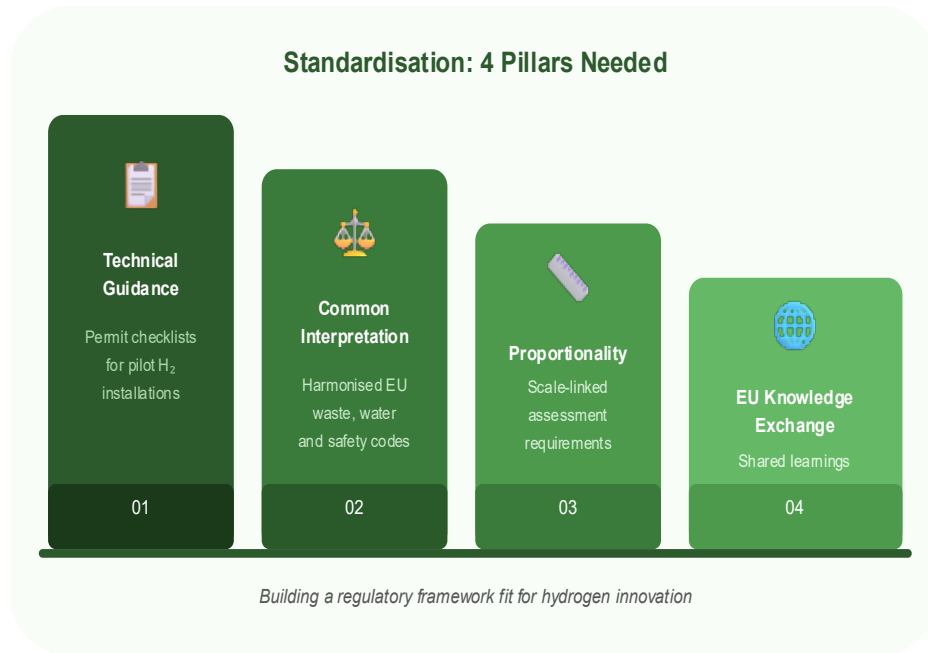 Standardisation: 4 Pillars Needed
Technical
Guidance
Permit checklists
for pilot H₂
installations
01
Common
Interpretation
Harmonised EU
waste, water
and safety codes
02
Proportionality
Scale-linked
assessment
requirements
03
EU Knowledge
Exchange
Shared learnings
04
Building a regulatory framework fit for hydrogen innovation